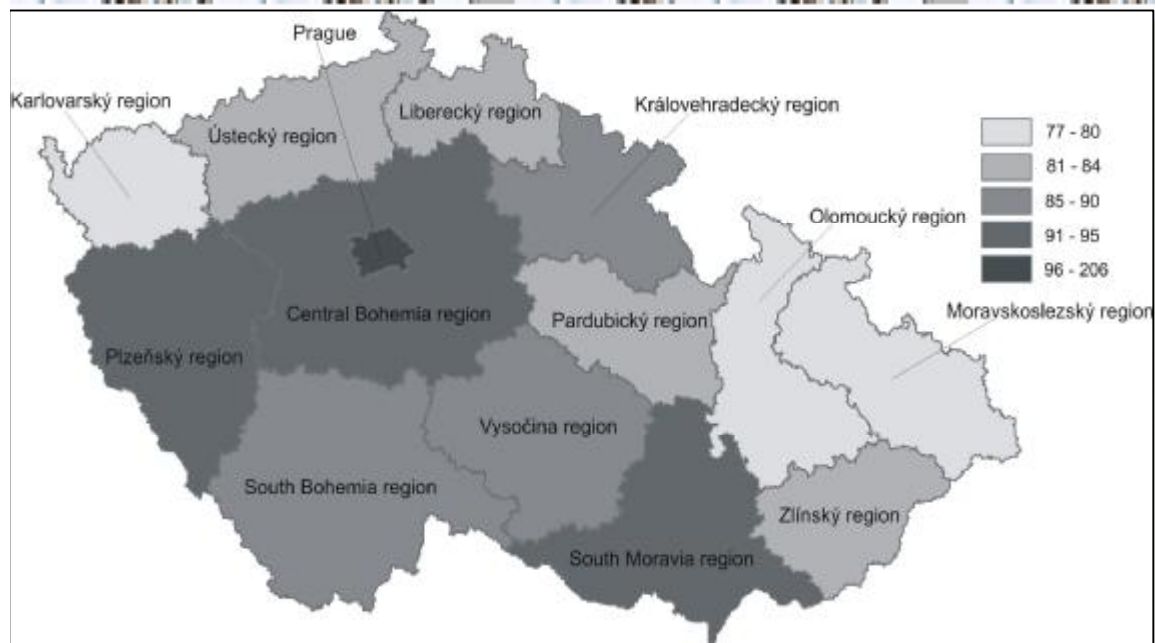 Prague
Karlovarský region
Ústecký region
Liberecký region
Královehradecký region
77 - 80
81 - 84
85 - 90
91 - 95
96 - 206
Olomoucký region
Moravskoslezský region
Central Bohemia region
Pardubický region
Plzeňský region
Vysočina region
South Bohemia region
Zlínský region
South Moravia region